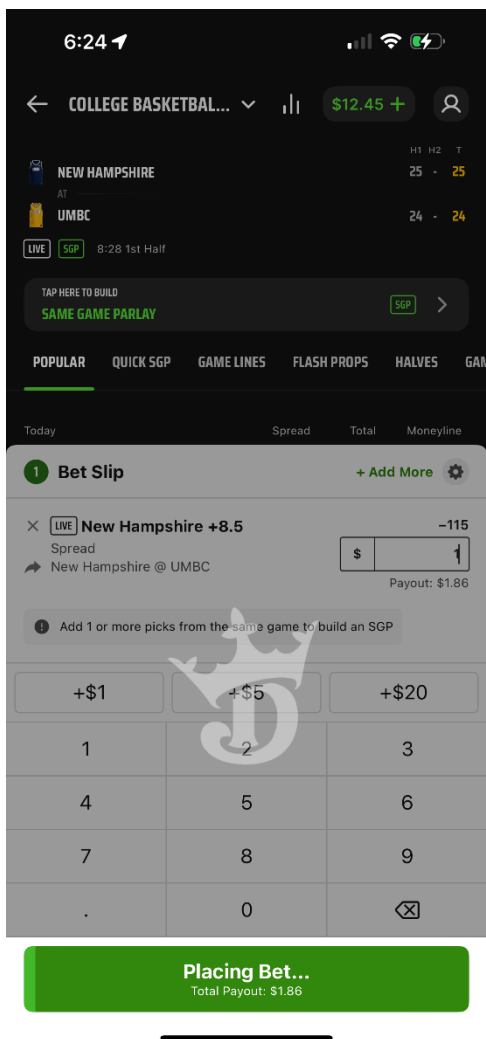 6:24
COLLEGE BASKETBAL...
$12.45 +
H1 H2 T
NEW HAMPSHIRE 25 - 25
AT
UMBC 24 - 24
LIVE SGP 8:28 1st Half
TAP HERE TO BUILD
SAME GAME PARLAY SGP
POPULAR QUICK SGP GAME LINES FLASH PROPS HALVES GAM
Today Spread Total Moneyline
1 Bet Slip + Add More
LIVE New Hampshire +8.5 −115
Spread $ 1
New Hampshire @ UMBC
Payout: $1.86
Add 1 or more picks from the same game to build an SGP
+$1 +$5 +$20
1 2 3
4 5 6
7 8 9
. 0
Placing Bet...
Total Payout: $1.86